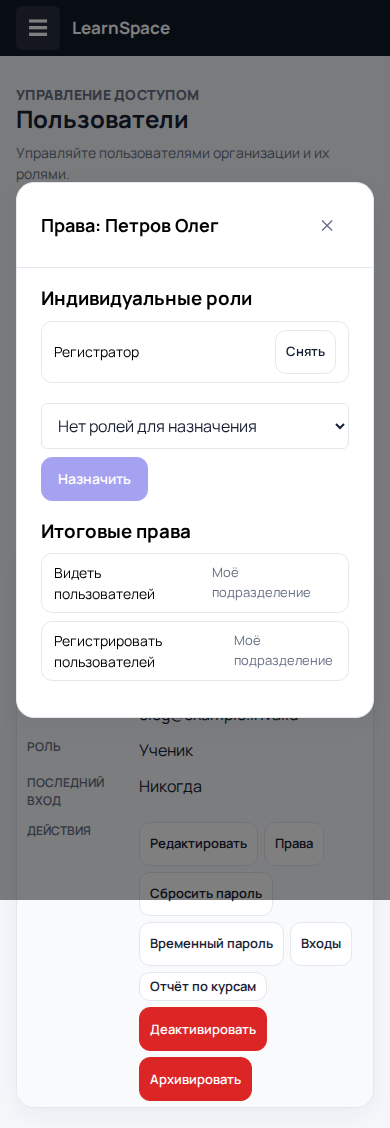 ☰ LearnSpace
УПРАВЛЕНИЕ ДОСТУПОМ
Пользователи
Управляйте пользователями организации и их
ролями.
Права: Петров Олег
Индивидуальные роли
Регистратор Снять
Нет ролей для назначения
Назначить
Итоговые права
Видеть
пользователей
Моё
подразделение
Регистрировать
пользователей
Моё
подразделение
РОЛЬ Ученик
ПОСЛЕДНИЙ
ВХОД
Никогда
ДЕЙСТВИЯ
Редактировать Права
Сбросить пароль
Временный пароль Входы
Отчёт по курсам
Деактивировать
Архивировать